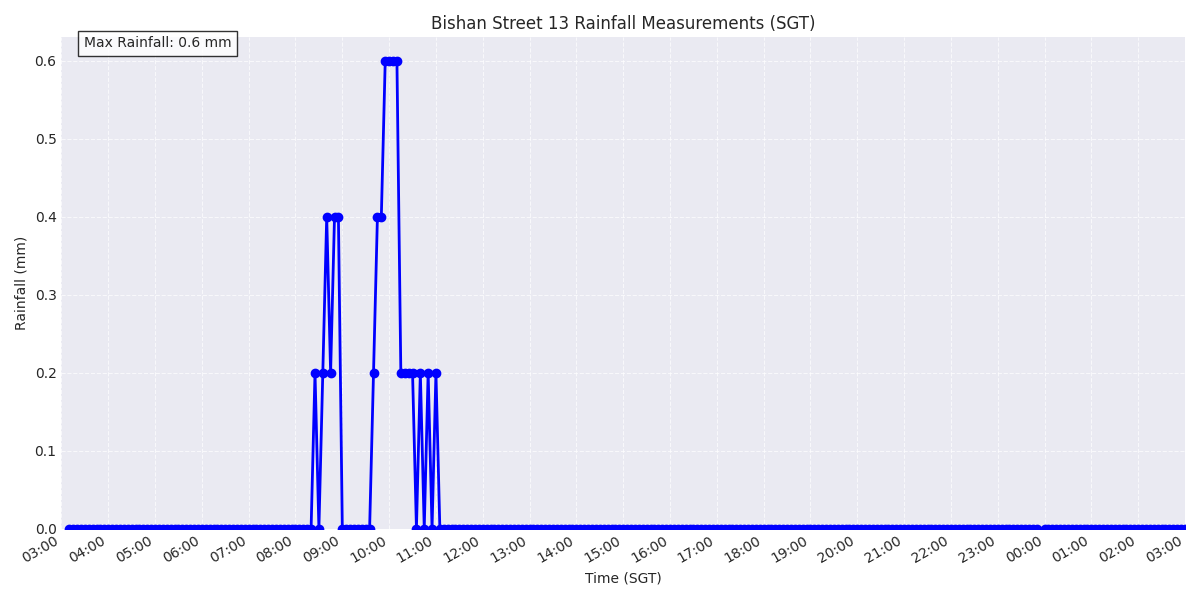 Bishan Street 13 Rainfall Measurements (SGT)
Max Rainfall: 0.6 mm
0.6
0.5
0.4
0.3
0.2
0.1
0.0
Rainfall (mm)
03:00 04:00 05:00 06:00 07:00 08:00 09:00 10:00 11:00 12:00 13:00 14:00 15:00 16:00 17:00 18:00 19:00 20:00 21:00 22:00 23:00 00:00 01:00 02:00 03:00
Time (SGT)